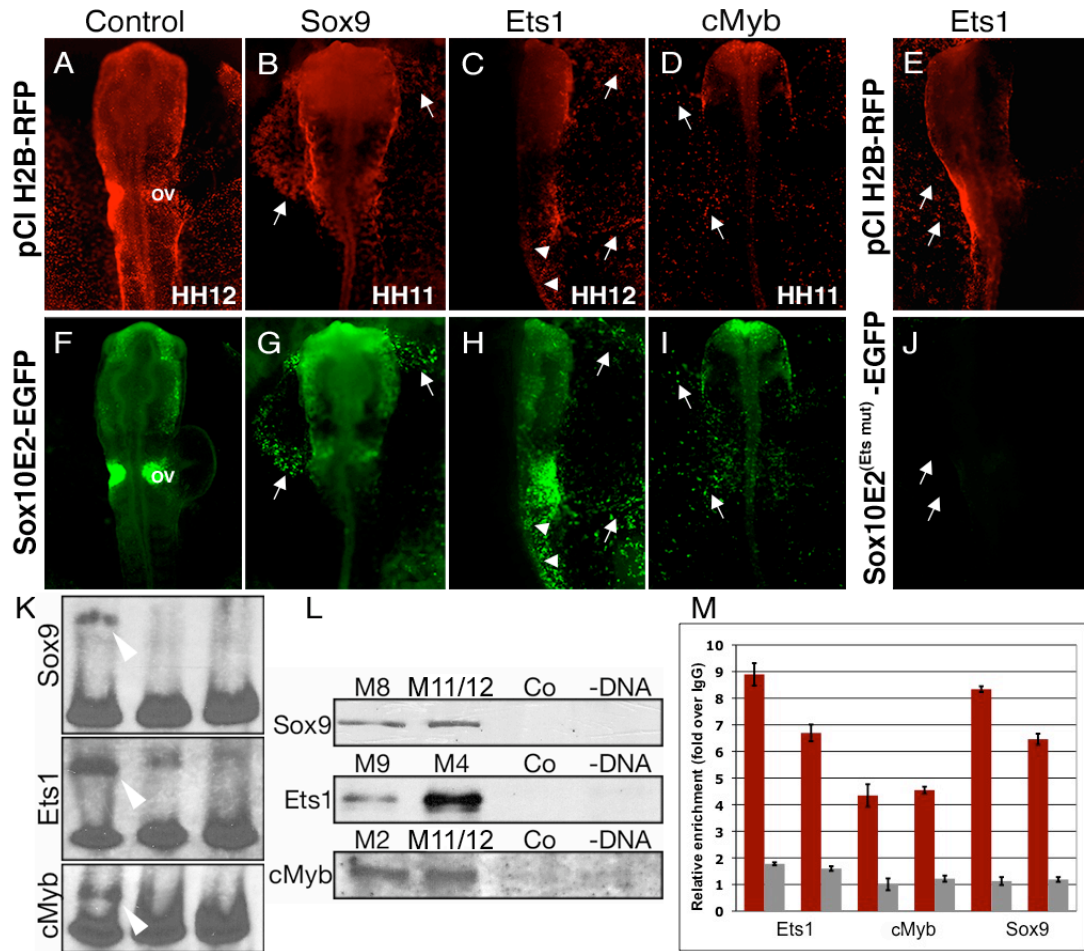 Control
Sox9
Ets1
cMyb
Ets1
pCI H2B-RFP
A
OV
HH12
B
HH11
C
HH12
D
HH11
pCI H2B-RFP
E
Sox10E2-EGFP
F
OV
G
H
I
Sox10E2(Ets mut)-EGFP
J
K
Sox9
Ets1
cMyb
L
M8 M11/12 Co -DNA
Sox9
M9 M4 Co -DNA
Ets1
M2 M11/12 Co -DNA
cMyb
M
Relative enrichment (fold over IgG)
10
9
8
7
6
5
4
3
2
1
0
Ets1 cMyb Sox9